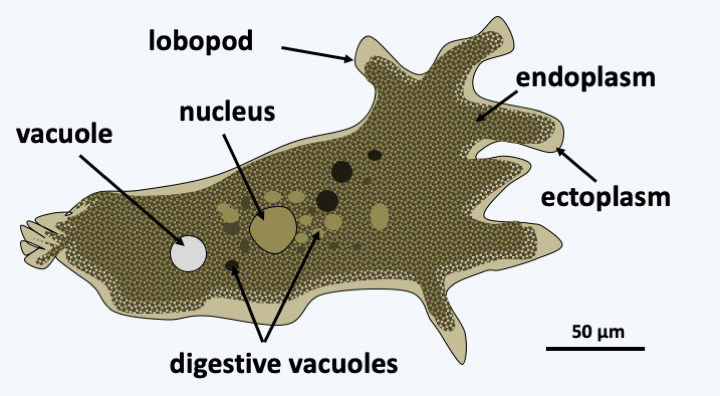 lobopod
endoplasm
nucleus
vacuole
ectoplasm
50 µm
digestive vacuoles